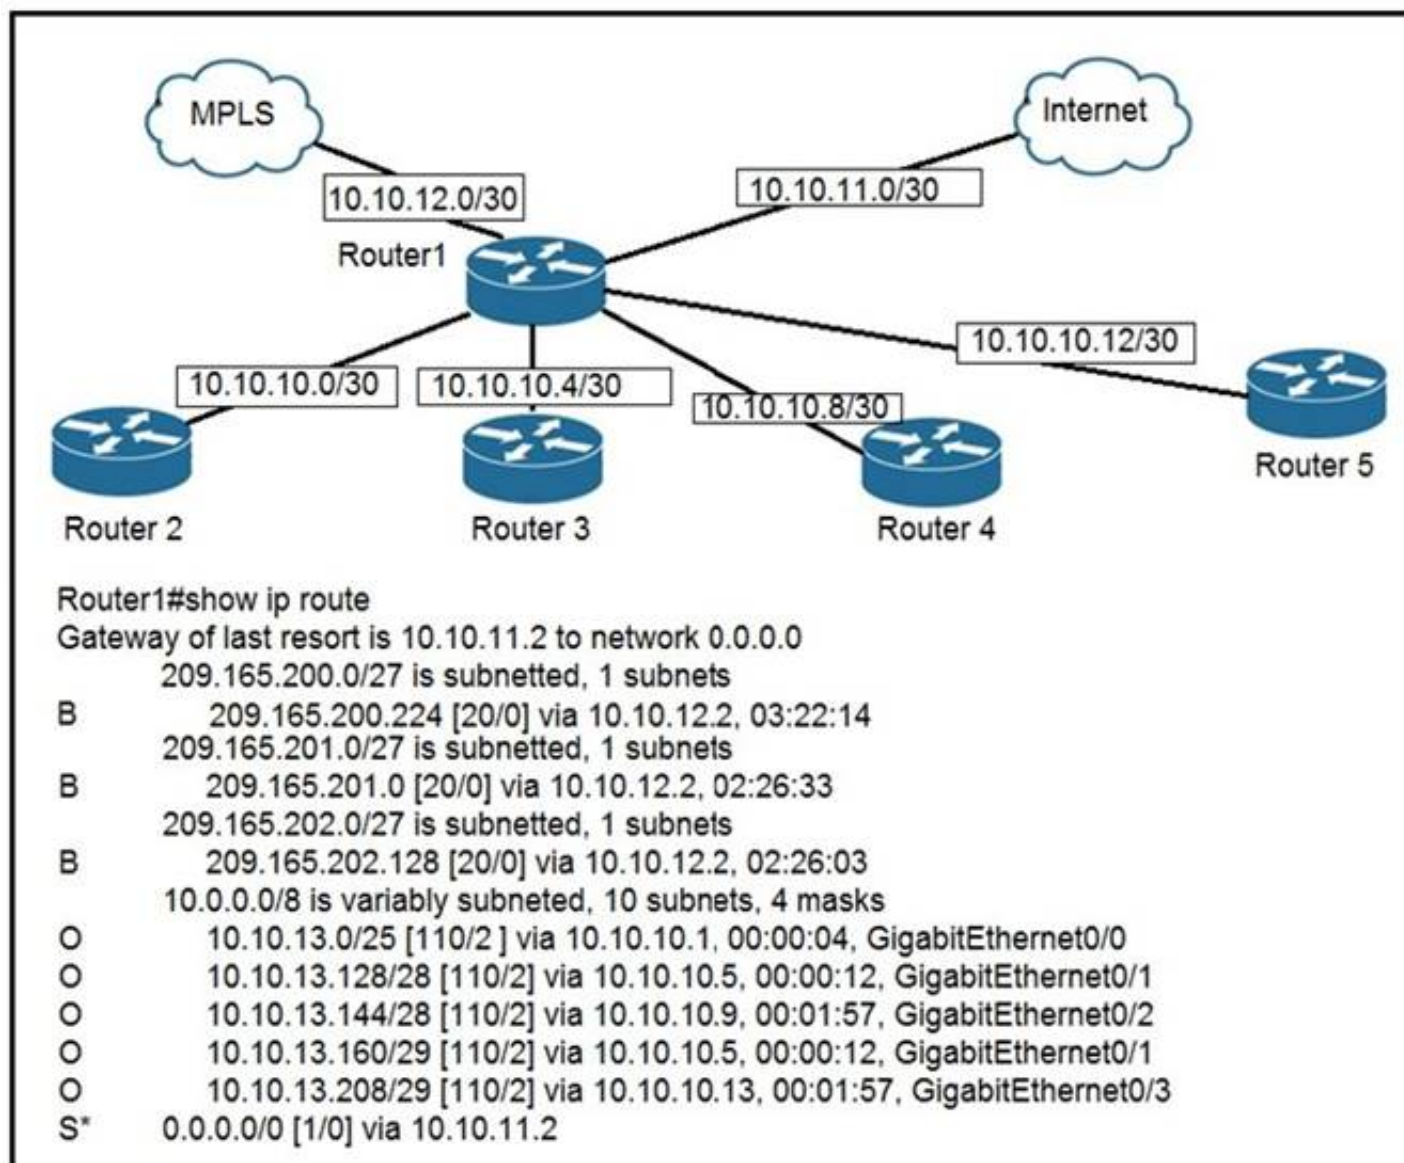 MPLS
Internet
10.10.12.0/30
10.10.11.0/30
Router1
10.10.10.12/30
10.10.10.0/30
10.10.10.4/30
10.10.10.8/30
Router 5
Router 2
Router 3
Router 4
Router1#show ip route
Gateway of last resort is 10.10.11.2 to network 0.0.0.0
209.165.200.0/27 is subnetted, 1 subnets
B 209.165.200.224 [20/0] via 10.10.12.2, 03:22:14
209.165.201.0/27 is subnetted, 1 subnets
B 209.165.201.0 [20/0] via 10.10.12.2, 02:26:33
209.165.202.0/27 is subnetted, 1 subnets
B 209.165.202.128 [20/0] via 10.10.12.2, 02:26:03
10.0.0.0/8 is variably subneted, 10 subnets, 4 masks
O 10.10.13.0/25 [110/2 ] via 10.10.10.1, 00:00:04, GigabitEthernet0/0
O 10.10.13.128/28 [110/2] via 10.10.10.5, 00:00:12, GigabitEthernet0/1
O 10.10.13.144/28 [110/2] via 10.10.10.9, 00:01:57, GigabitEthernet0/2
O 10.10.13.160/29 [110/2] via 10.10.10.5, 00:00:12, GigabitEthernet0/1
O 10.10.13.208/29 [110/2] via 10.10.10.13, 00:01:57, GigabitEthernet0/3
S* 0.0.0.0/0 [1/0] via 10.10.11.2